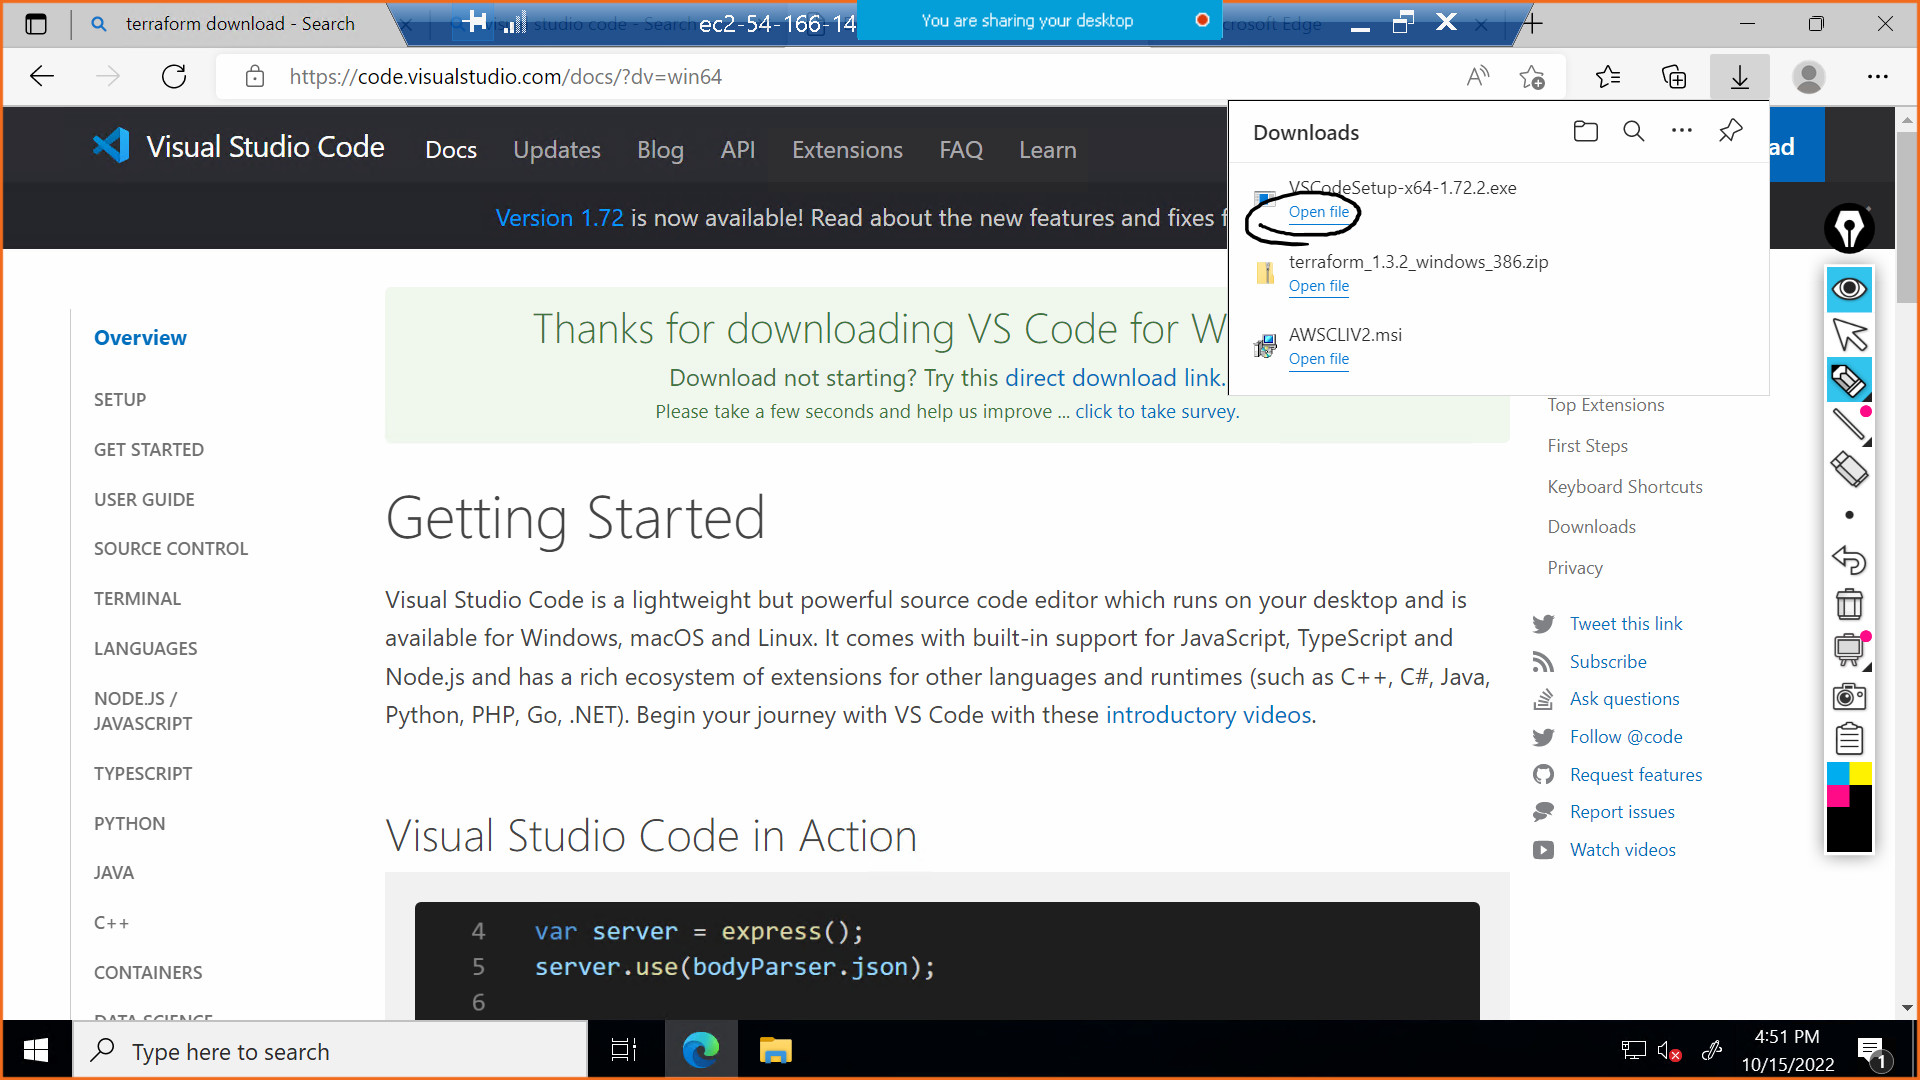 terraform download - Search
visual studio code - Search
ec2-54-166-14
You are sharing your desktop
crosoft Edge
https://code.visualstudio.com/docs/?dv=win64
Visual Studio Code
Docs
Updates
Blog
API
Extensions
FAQ
Learn
ad
Version 1.72 is now available! Read about the new features and fixes f
Downloads
VSCodeSetup-x64-1.72.2.exe
Open file
terraform_1.3.2_windows_386.zip
Open file
AWSCLIV2.msi
Open file
Overview
SETUP
GET STARTED
USER GUIDE
SOURCE CONTROL
TERMINAL
LANGUAGES
NODE.JS /
JAVASCRIPT
TYPESCRIPT
PYTHON
JAVA
C++
CONTAINERS
DATA SCIENCE
Thanks for downloading VS Code for W
Download not starting? Try this direct download link.
Please take a few seconds and help us improve ... click to take survey.
Getting Started
Visual Studio Code is a lightweight but powerful source code editor which runs on your desktop and is
available for Windows, macOS and Linux. It comes with built-in support for JavaScript, TypeScript and
Node.js and has a rich ecosystem of extensions for other languages and runtimes (such as C++, C#, Java,
Python, PHP, Go, .NET). Begin your journey with VS Code with these introductory videos.
Visual Studio Code in Action
4 var server = express();
5 server.use(bodyParser.json);
6
Top Extensions
First Steps
Keyboard Shortcuts
Downloads
Privacy
Tweet this link
Subscribe
Ask questions
Follow @code
Request features
Report issues
Watch videos
Type here to search
4:51 PM
10/15/2022
1